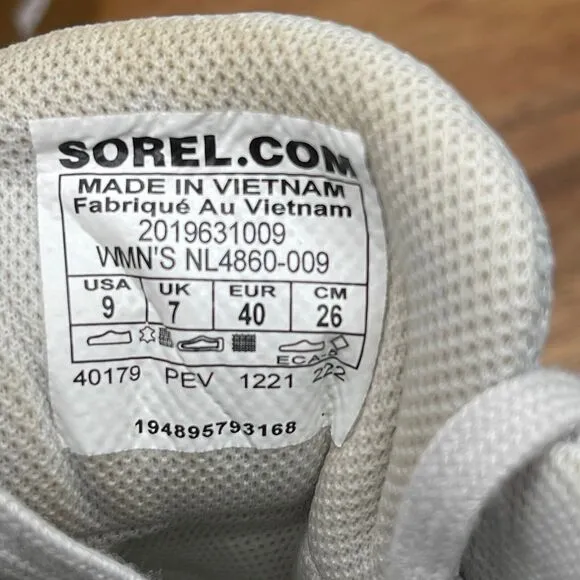 SOREL.COM
MADE IN VIETNAM
Fabriqué Au Vietnam
2019631009
WMN'S NL4860-009
USA UK EUR CM
9 7 40 26
ECA-A
40179 PEV 1221 222
194895793168